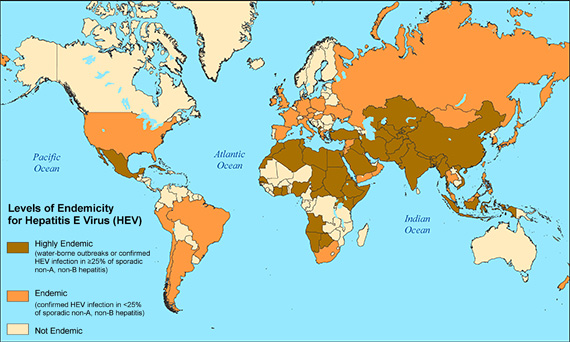 Pacific
Ocean
Atlantic
Ocean
Indian
Ocean
Levels of Endemicity
for Hepatitis E Virus (HEV)
Highly Endemic
(water-borne outbreaks or confirmed
HEV infection in ≥25% of sporadic
non-A, non-B hepatitis)
Endemic
(confirmed HEV infection in <25%
of sporadic non-A, non-B hepatitis)
Not Endemic